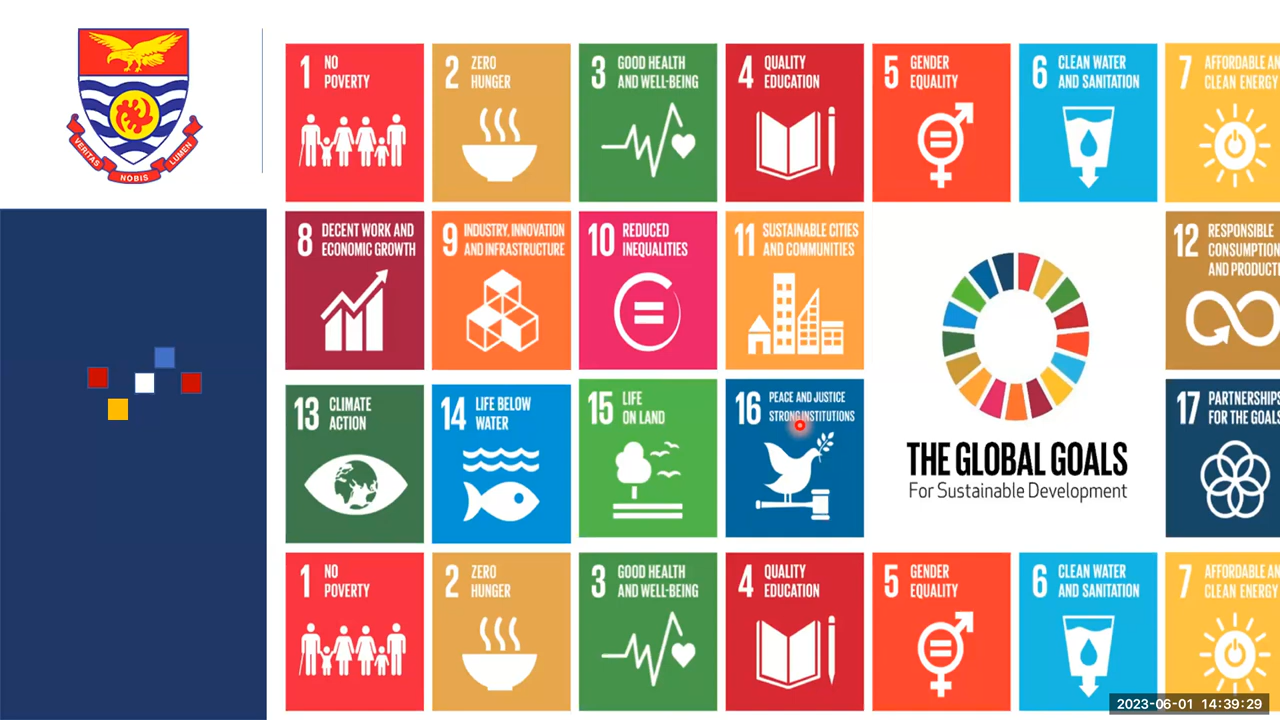 VERITAS
NOBIS
LUMEN
1 NO
POVERTY
2 ZERO
HUNGER
3 GOOD HEALTH
AND WELL-BEING
4 QUALITY
EDUCATION
5 GENDER
EQUALITY
6 CLEAN WATER
AND SANITATION
7 AFFORDABLE AN
CLEAN ENERGY
8 DECENT WORK AND
ECONOMIC GROWTH
9 INDUSTRY, INNOVATION
AND INFRASTRUCTURE
10 REDUCED
INEQUALITIES
11 SUSTAINABLE CITIES
AND COMMUNITIES
12 RESPONSIBLE
CONSUMPTION
AND PRODUCTI
13 CLIMATE
ACTION
14 LIFE BELOW
WATER
15 LIFE
ON LAND
16 PEACE AND JUSTICE
STRONG INSTITUTIONS
THE GLOBAL GOALS
For Sustainable Development
17 PARTNERSHIPS
FOR THE GOALS
1 NO
POVERTY
2 ZERO
HUNGER
3 GOOD HEALTH
AND WELL-BEING
4 QUALITY
EDUCATION
5 GENDER
EQUALITY
6 CLEAN WATER
AND SANITATION
7 AFFORDABLE AN
CLEAN ENERGY
2023-06-01 14:39:29